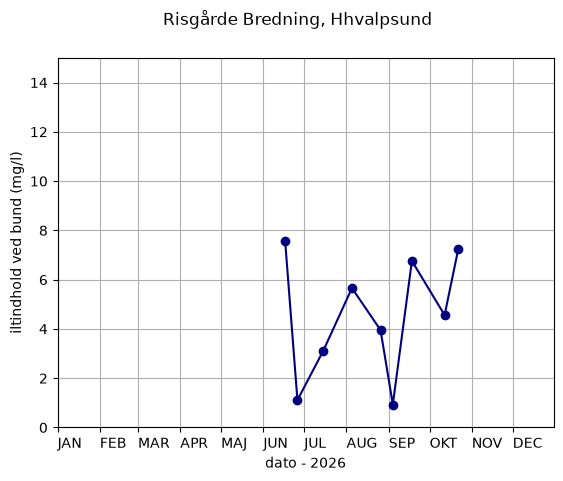 Risgårde Bredning, Hhvalpsund
iltindhold ved bund (mg/l)
14
12
10
8
6
4
2
0
JAN FEB MAR APR MAJ JUN JUL AUG SEP OKT NOV DEC
dato - 2026